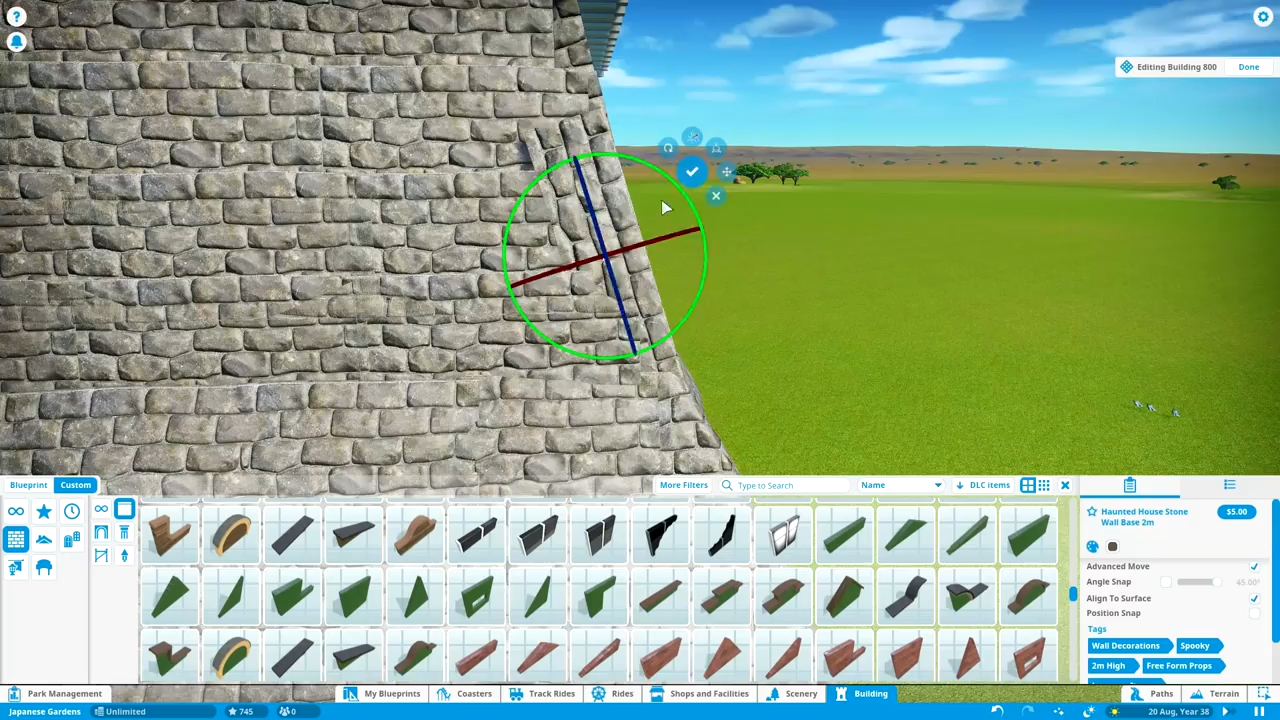 ?
Editing Building 800 Done
Blueprint Custom More Filters Type to Search Name DLC items
Haunted House Stone
Wall Base 2m
$5.00
Advanced Move
Angle Snap 45.00°
Align To Surface
Position Snap
Tags
Wall Decorations Spooky
2m High Free Form Props
Park Management My Blueprints Coasters Track Rides Rides Shops and Facilities Scenery Building Paths Terrain
Japanese Gardens Unlimited 745 0 20 Aug, Year 38